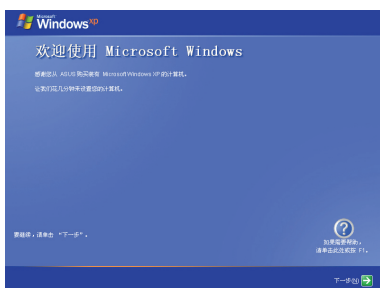 Microsoft
Windows xp
欢迎使用 Microsoft Windows
感谢您从 ASUS 购买装有 Microsoft Windows XP 的计算机。
让我们花几分钟来设置您的计算机。
要继续，请单击 “下一步”。
?
如果需要帮助，
请单击此处或按 F1。
下一步(N)